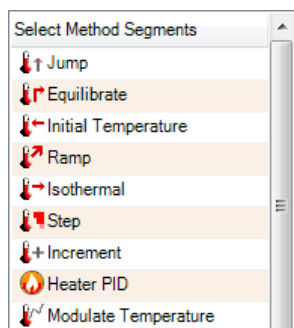 Select Method Segments
Jump
Equilibrate
Initial Temperature
Ramp
Isothermal
Step
Increment
Heater PID
Modulate Temperature